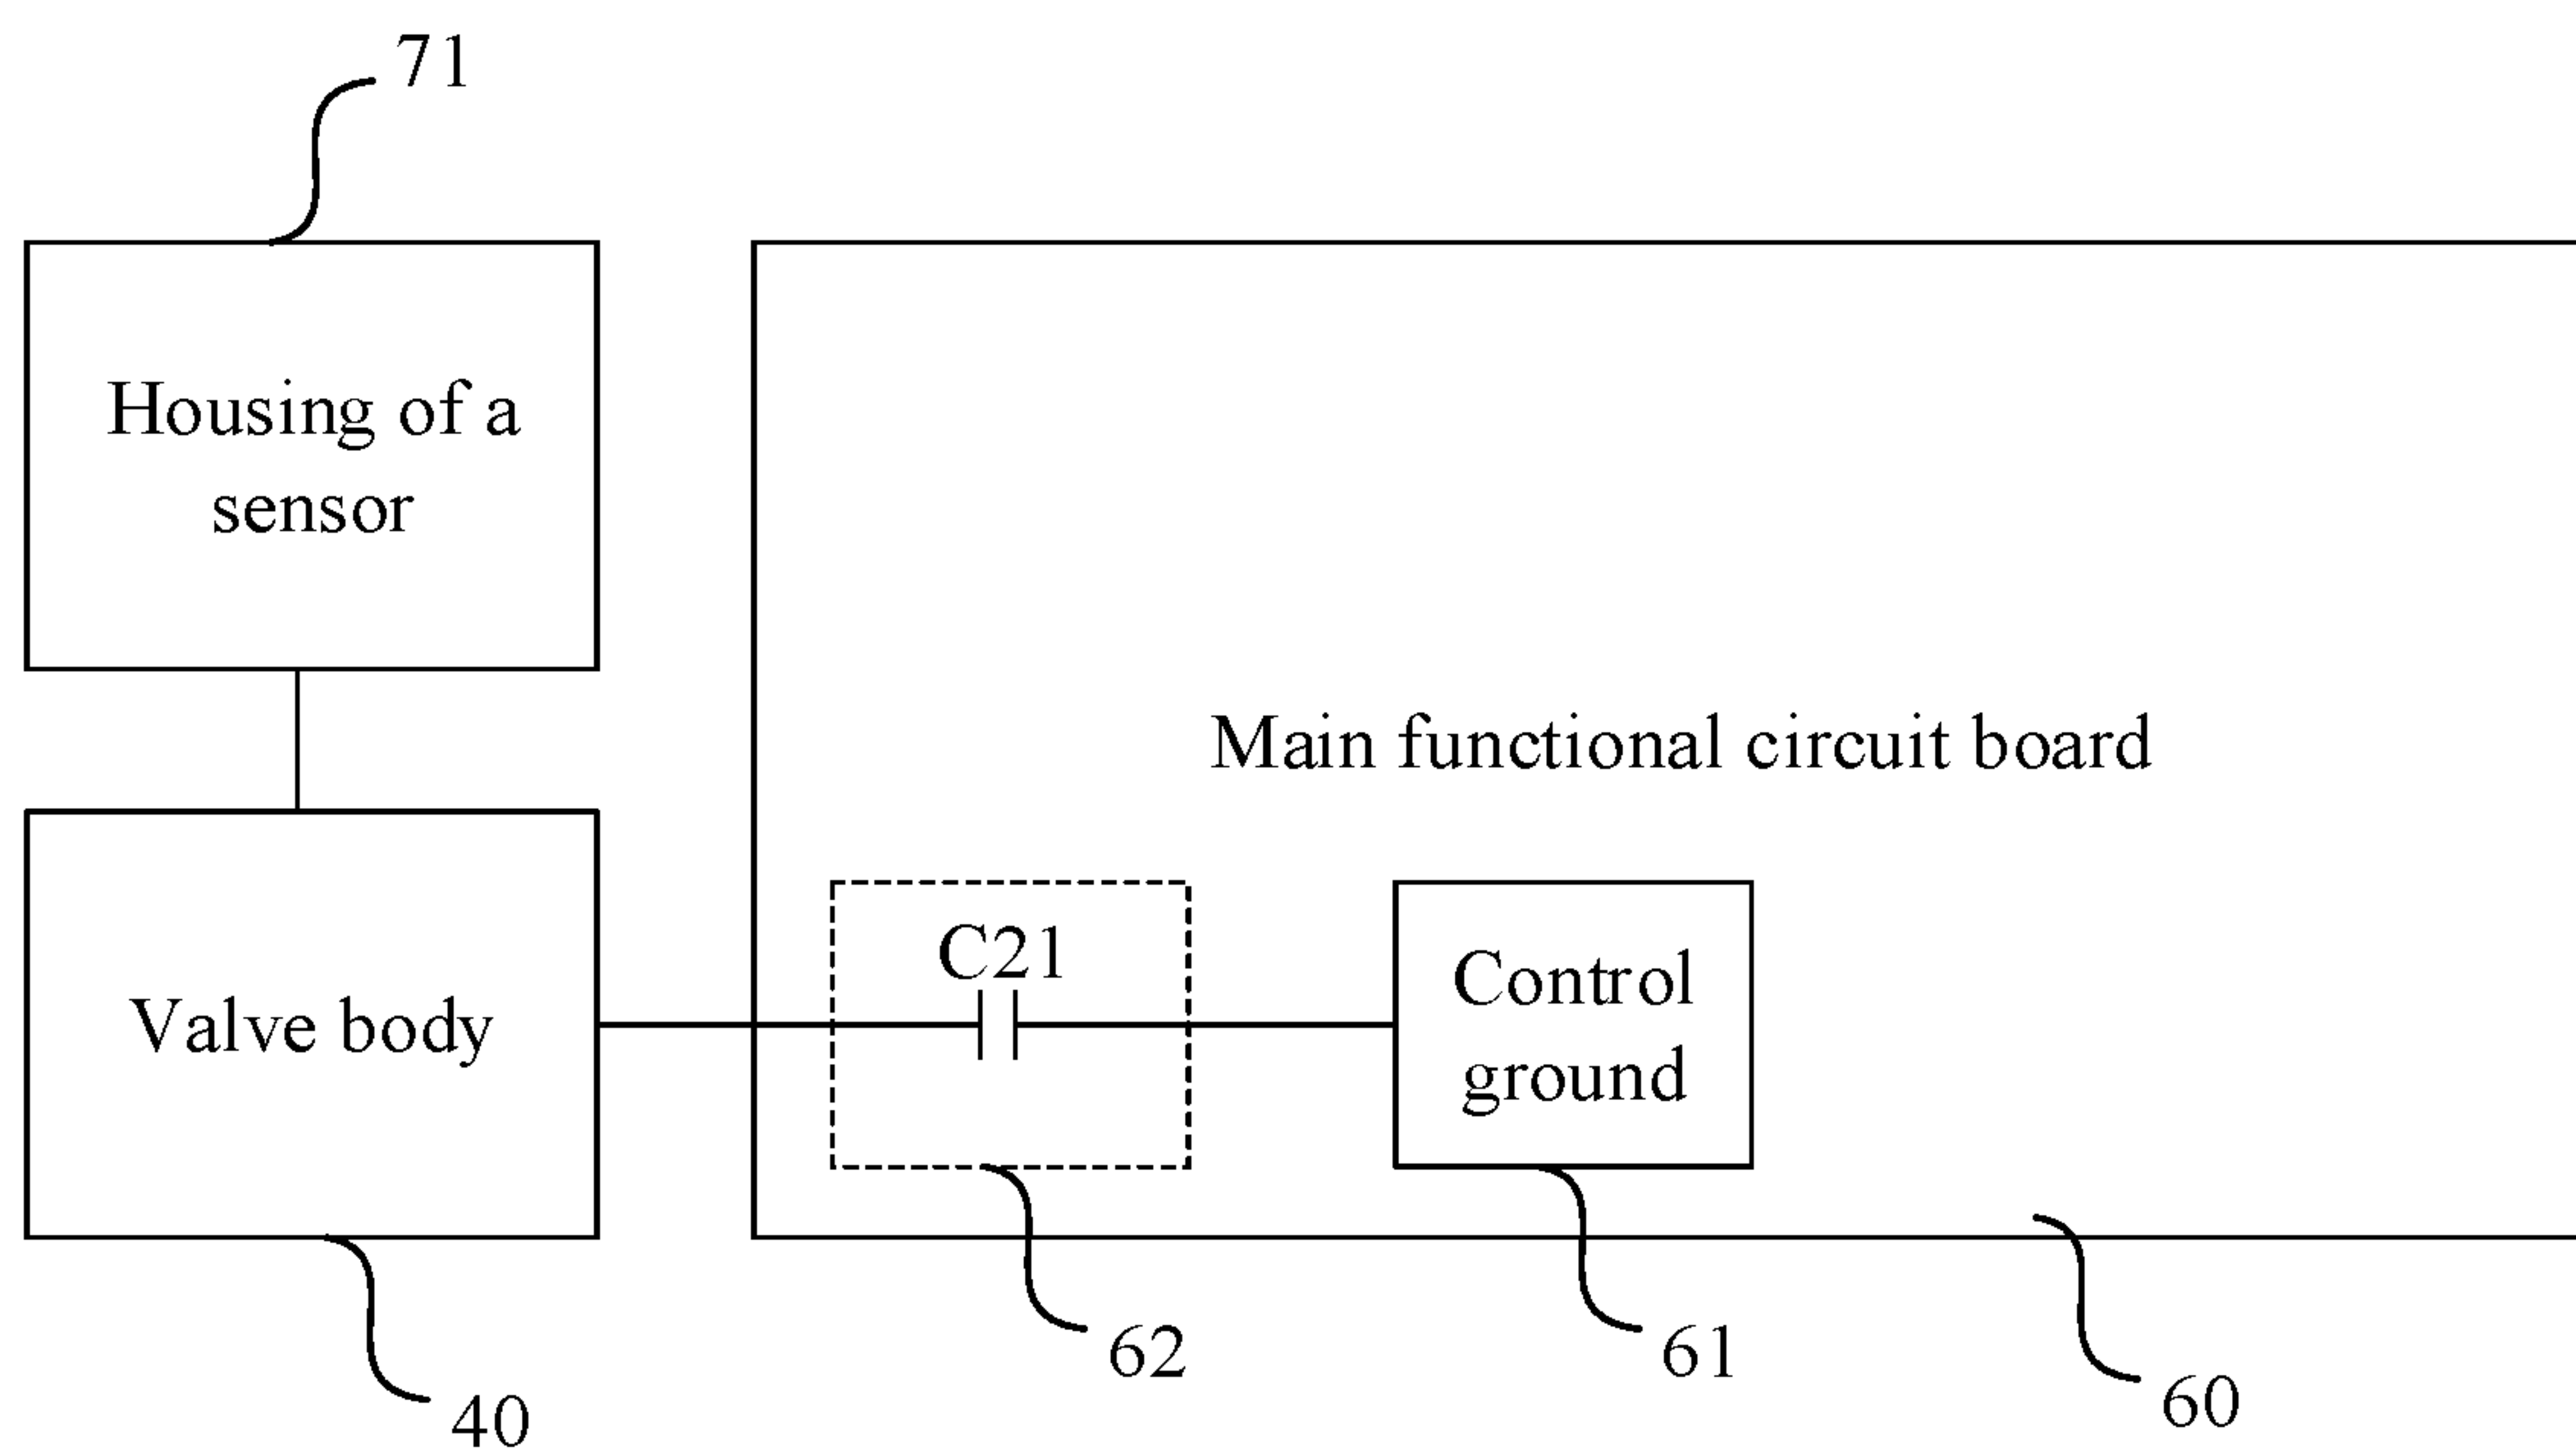 71
Housing of a
sensor
Main functional circuit board
C21
Control
ground
Valve body
62
61
60
40